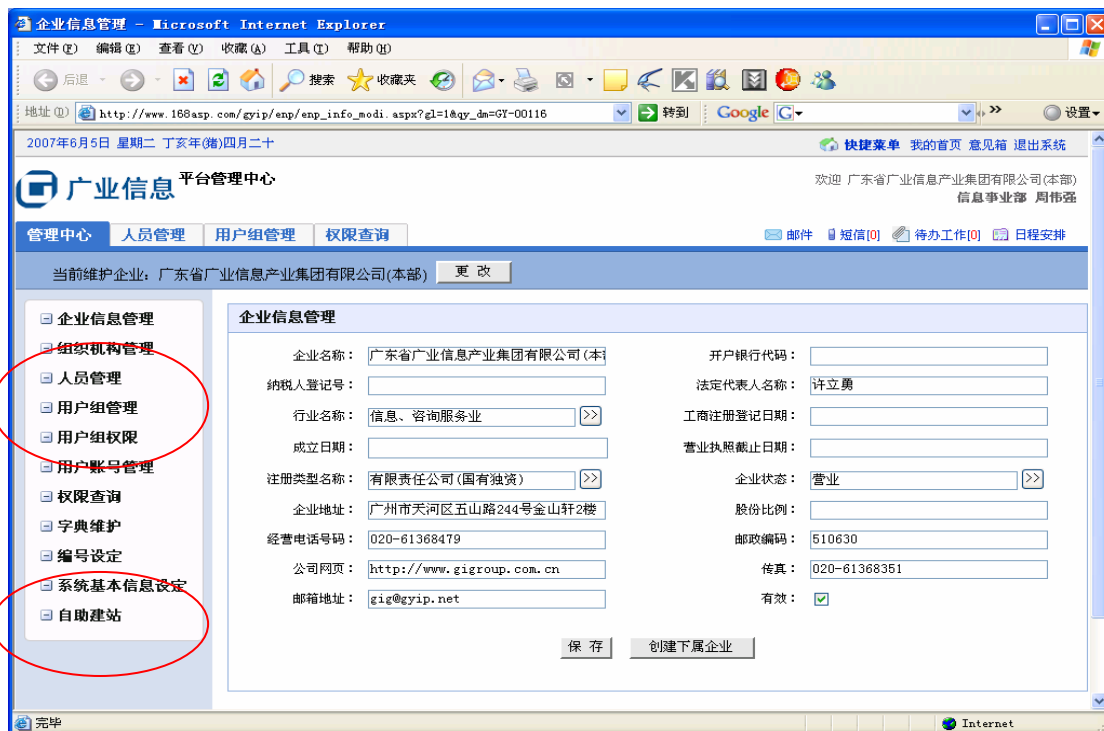 企业信息管理 - Microsoft Internet Explorer
文件(F) 编辑(E) 查看(V) 收藏(A) 工具(T) 帮助(H)
后退 搜索 收藏夹
地址(D) http://www.168asp.com/gyip/enp/enp_info_modi.aspx?gl=1&qy_dm=GY-00116 转到 Google G 设置
2007年6月5日 星期二 丁亥年(猪)四月二十 快捷菜单 我的首页 意见箱 退出系统
广业信息 平台管理中心 欢迎 广东省广业信息产业集团有限公司(本部)
信息事业部 周伟强
管理中心 人员管理 用户组管理 权限查询 邮件 短信[0] 待办工作[0] 日程安排
当前维护企业：广东省广业信息产业集团有限公司(本部) 更 改
企业信息管理
组织机构管理
人员管理
用户组管理
用户组权限
用户账号管理
权限查询
字典维护
编号设定
系统基本信息设定
自助建站
企业信息管理
企业名称： 广东省广业信息产业集团有限公司(本 开户银行代码：
纳税人登记号： 法定代表人名称： 许立勇
行业名称： 信息、咨询服务业 >> 工商注册登记日期：
成立日期： 营业执照截止日期：
注册类型名称： 有限责任公司(国有独资) >> 企业状态： 营业 >>
企业地址： 广州市天河区五山路244号金山轩2楼 股份比例：
经营电话号码： 020-61368479 邮政编码： 510630
公司网页： http://www.gigroup.com.cn 传真： 020-61368351
邮箱地址： gig@gyip.net 有效：
保 存 创建下属企业
完毕 Internet